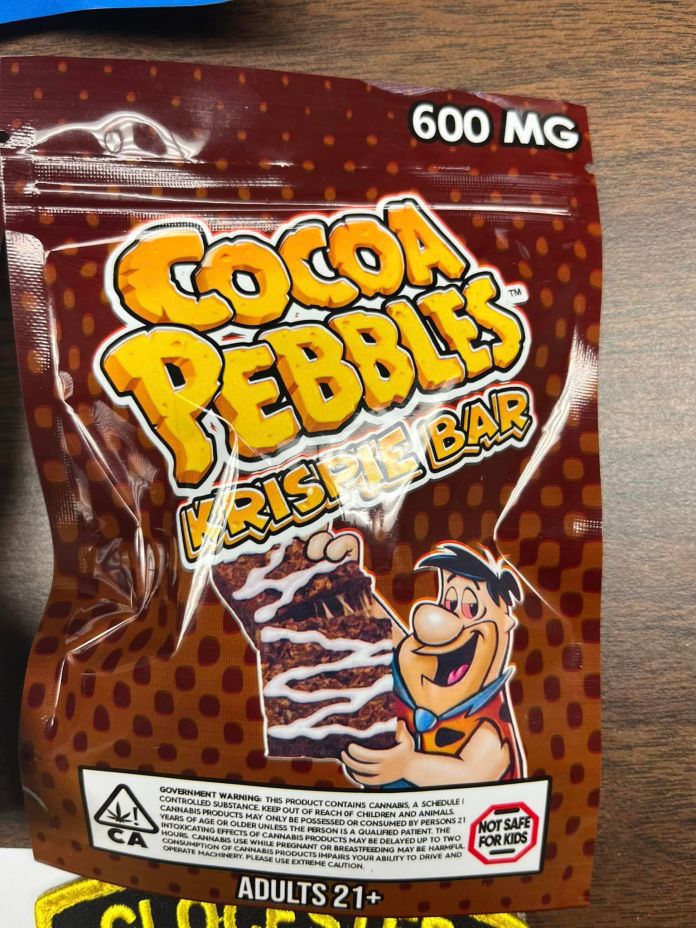 600 MG
COCOA
PEBBLES™
KRISPIE BAR
GOVERNMENT WARNING: THIS PRODUCT CONTAINS CANNABIS, A SCHEDULE I
CONTROLLED SUBSTANCE. KEEP OUT OF REACH OF CHILDREN AND ANIMALS.
CANNABIS PRODUCTS MAY ONLY BE POSSESSED OR CONSUMED BY PERSONS 21
YEARS OF AGE OR OLDER UNLESS THE PERSON IS A QUALIFIED PATIENT. THE
INTOXICATING EFFECTS OF CANNABIS PRODUCTS MAY BE DELAYED UP TO TWO
HOURS. CANNABIS USE WHILE PREGNANT OR BREASTFEEDING MAY BE HARMFUL.
CONSUMPTION OF CANNABIS PRODUCTS IMPAIRS YOUR ABILITY TO DRIVE AND
OPERATE MACHINERY. PLEASE USE EXTREME CAUTION.
!
CA
NOT SAFE
FOR KIDS
ADULTS 21+
GLOCESTER